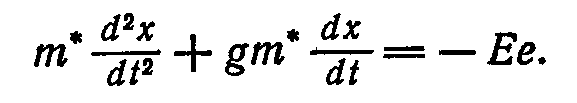 m* d²x/dt² + gm* dx/dt = − Ee.